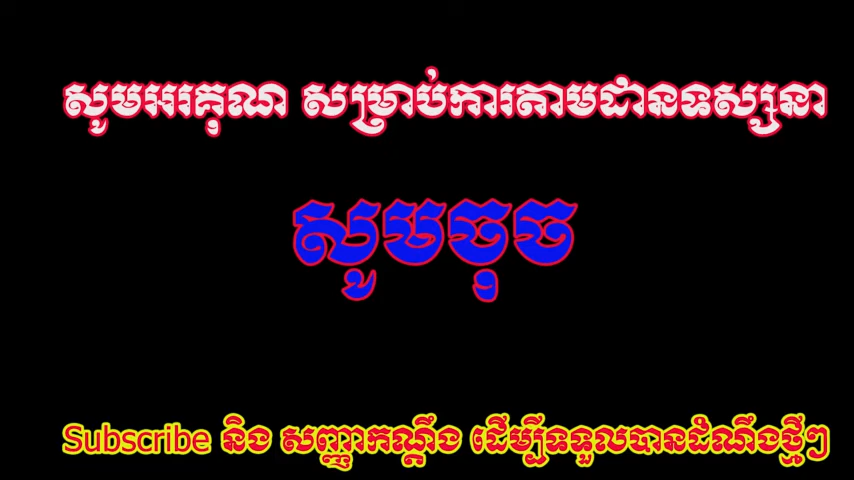 សូមអរគុណ សម្រាប់ការតាមដានទស្សនា
សូមចុច
Subscribe និង សញ្ញាកណ្ដឹង ដើម្បីទទួលបានដំណឹងថ្មីៗ